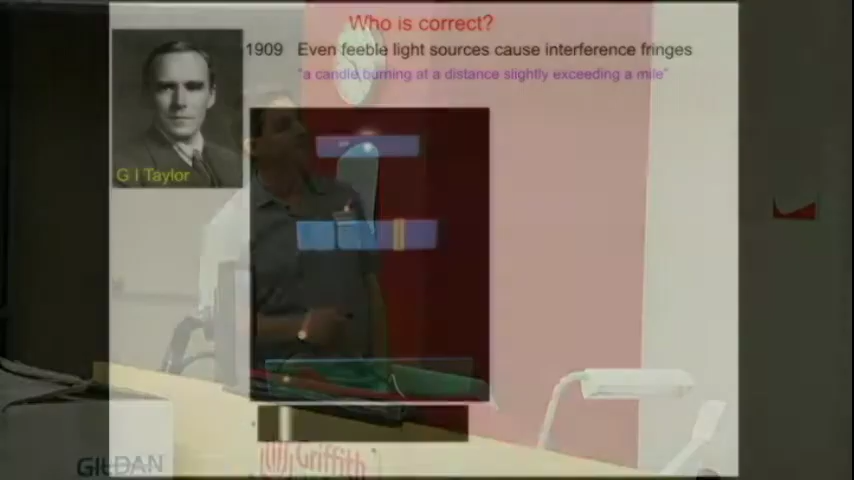 Who is correct?
1909 Even feeble light sources cause interference fringes
"a candle burning at a distance slightly exceeding a mile"
G I Taylor
Griffith
GILDAN